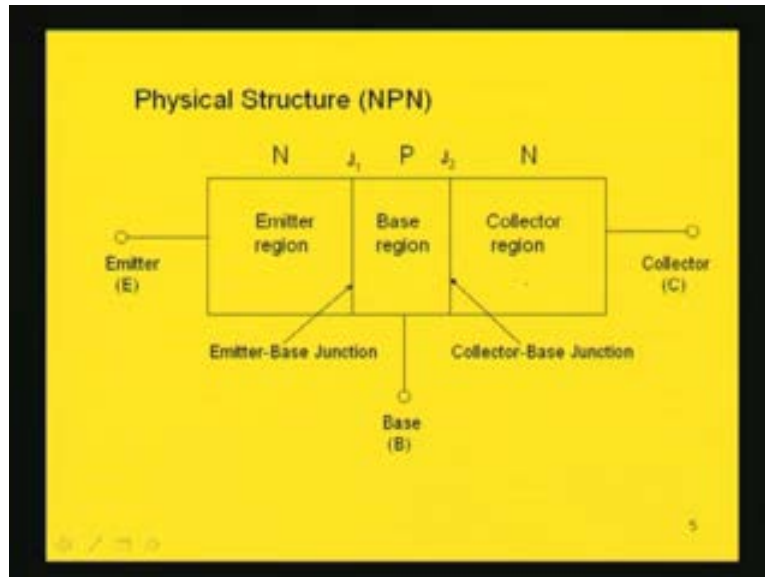 Physical Structure (NPN)
N J1 P J2 N
Emitter region
Base region
Collector region
Emitter (E)
Collector (C)
Emitter-Base Junction
Collector-Base Junction
Base (B)
5